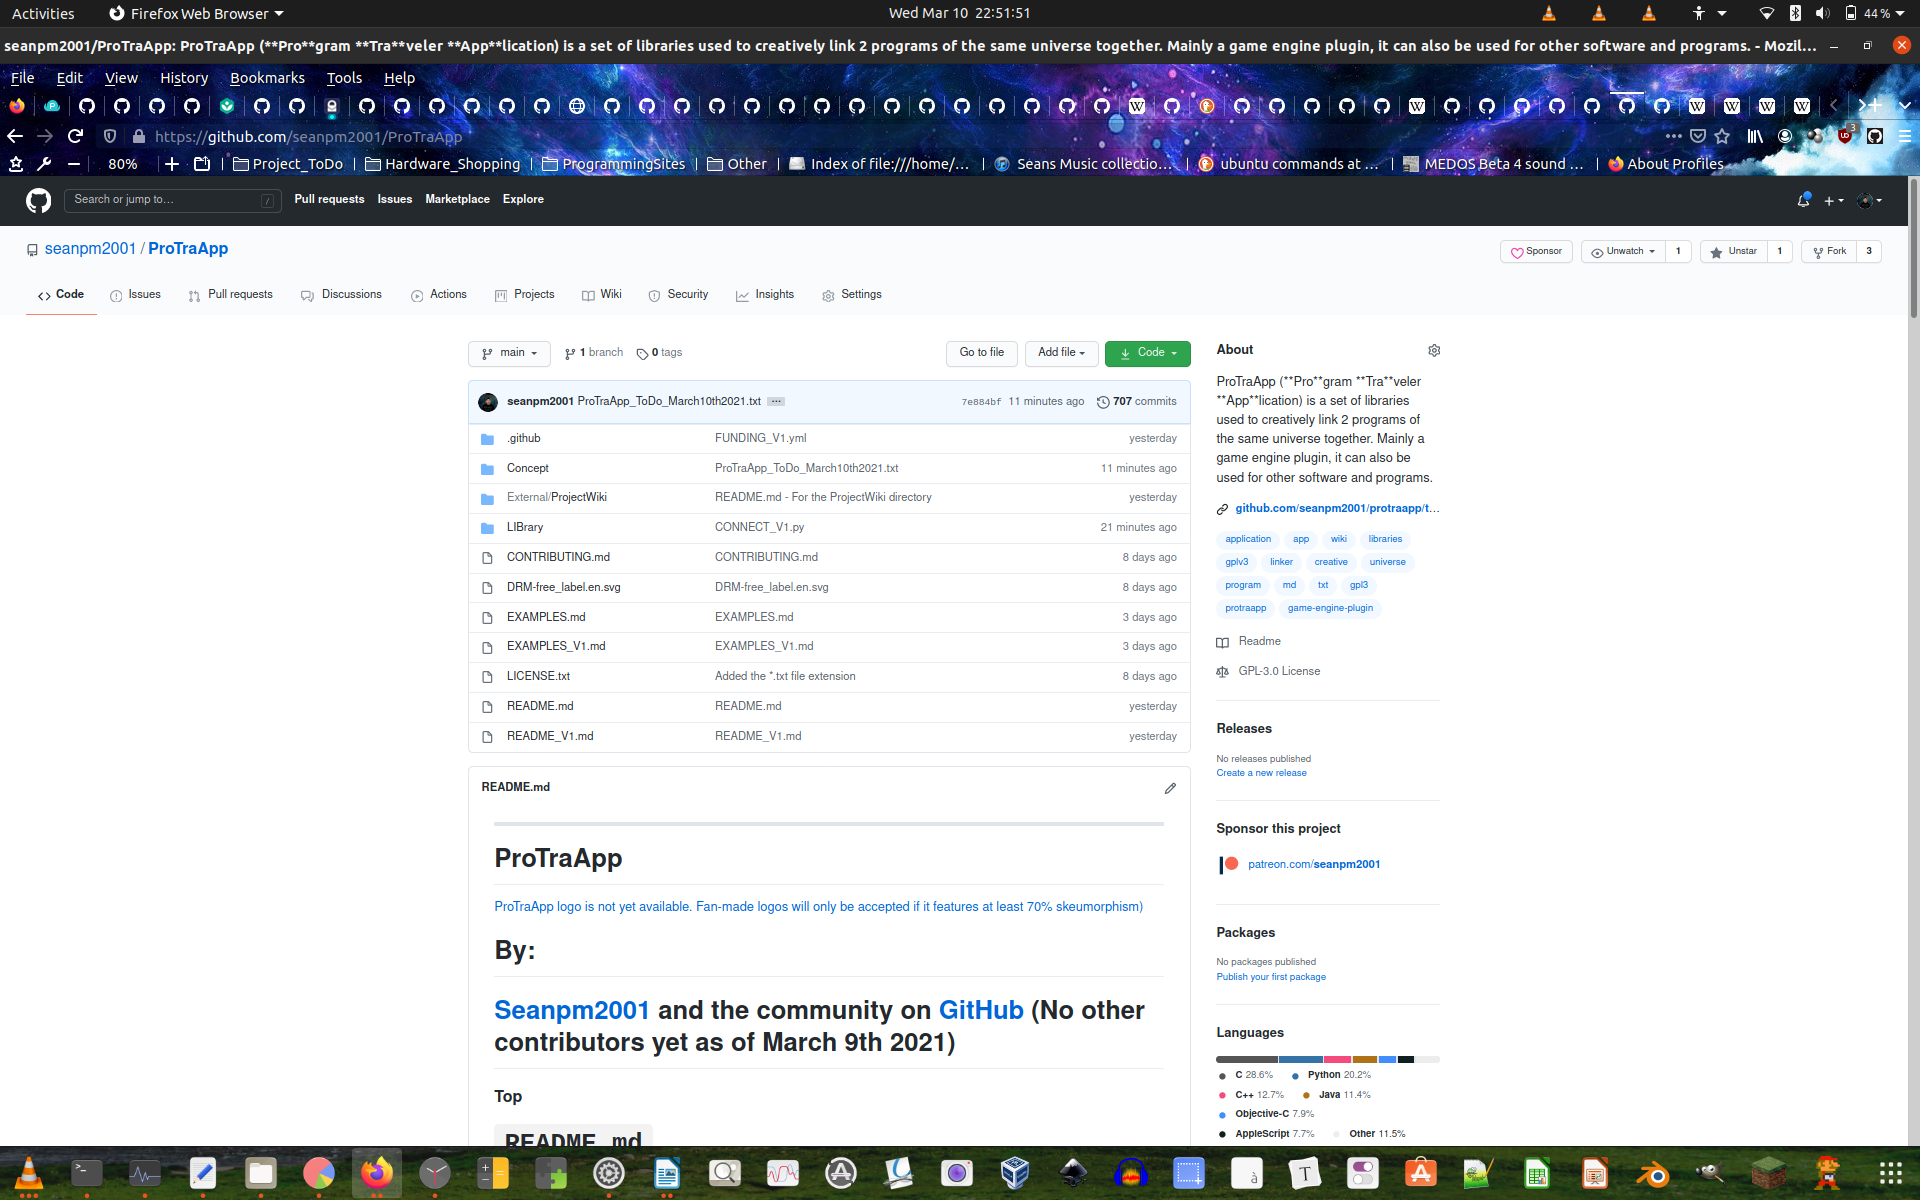 Activities
Firefox Web Browser
Wed Mar 10 22:51:51
44 %
seanpm2001/ProTraApp: ProTraApp (**Pro**gram **Tra**veler **App**lication) is a set of libraries used to creatively link 2 programs of the same universe together. Mainly a game engine plugin, it can also be used for other software and programs. - Mozil...
File Edit View History Bookmarks Tools Help
https://github.com/seanpm2001/ProTraApp
3
80%
Project_ToDo
Hardware_Shopping
ProgrammingSites
Other
Index of file:///home/...
Seans Music collectio...
ubuntu commands at ...
MEDOS Beta 4 sound ...
About Profiles
Search or jump to...
/
Pull requests Issues Marketplace Explore
seanpm2001 / ProTraApp
Sponsor
Unwatch 1
Unstar 1
Fork 3
Code
Issues
Pull requests
Discussions
Actions
Projects
Wiki
Security
Insights
Settings
main
1 branch
0 tags
Go to file
Add file
Code
seanpm2001 ProTraApp_ToDo_March10th2021.txt ...
7e884bf 11 minutes ago 707 commits
.github FUNDING_V1.yml yesterday
Concept ProTraApp_ToDo_March10th2021.txt 11 minutes ago
External/ProjectWiki README.md - For the ProjectWiki directory yesterday
LIBrary CONNECT_V1.py 21 minutes ago
CONTRIBUTING.md CONTRIBUTING.md 8 days ago
DRM-free_label.en.svg DRM-free_label.en.svg 8 days ago
EXAMPLES.md EXAMPLES.md 3 days ago
EXAMPLES_V1.md EXAMPLES_V1.md 3 days ago
LICENSE.txt Added the *.txt file extension 8 days ago
README.md README.md yesterday
README_V1.md README_V1.md yesterday
README.md
ProTraApp
ProTraApp logo is not yet available. Fan-made logos will only be accepted if it features at least 70% skeumorphism)
By:
Seanpm2001 and the community on GitHub (No other
contributors yet as of March 9th 2021)
Top
README.md
About
ProTraApp (**Pro**gram **Tra**veler
**App**lication) is a set of libraries
used to creatively link 2 programs of
the same universe together. Mainly a
game engine plugin, it can also be
used for other software and programs.
github.com/seanpm2001/protraapp/t...
application app wiki libraries
gplv3 linker creative universe
program md txt gpl3
protraapp game-engine-plugin
Readme
GPL-3.0 License
Releases
No releases published
Create a new release
Sponsor this project
patreon.com/seanpm2001
Packages
No packages published
Publish your first package
Languages
C 28.6% Python 20.2%
C++ 12.7% Java 11.4%
Objective-C 7.9%
AppleScript 7.7% Other 11.5%